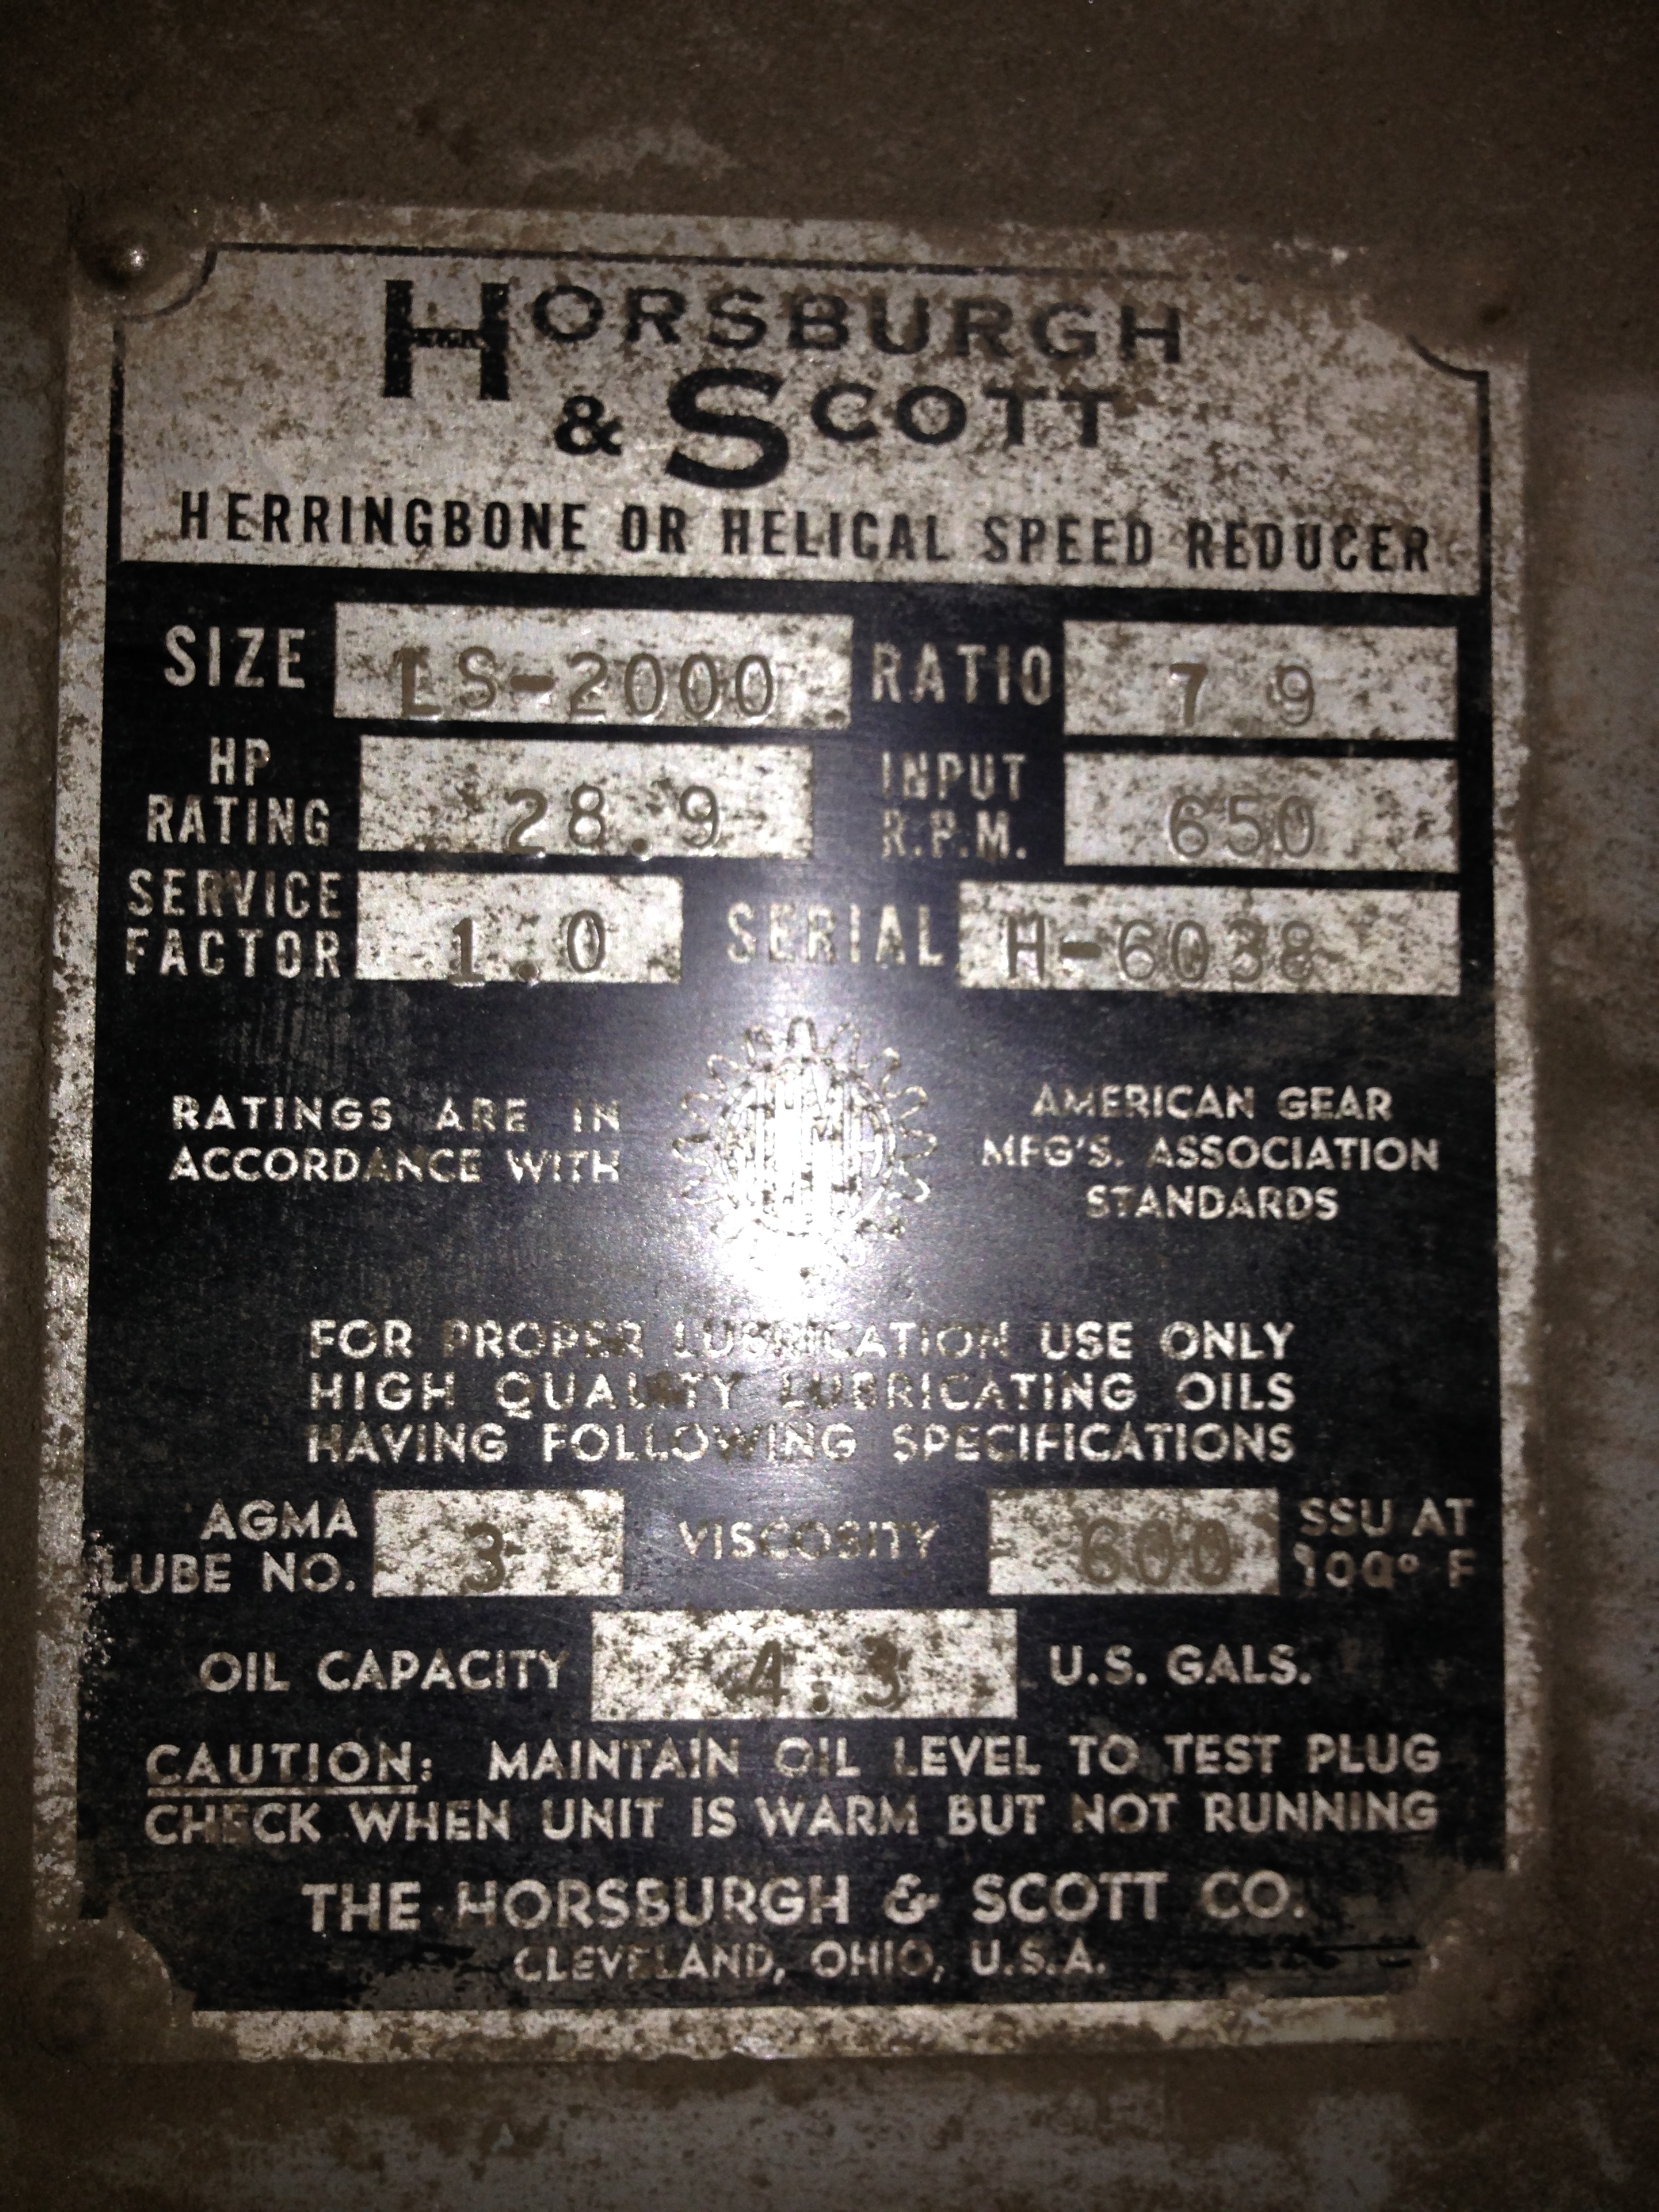 HORSBURGH
& SCOTT
HERRINGBONE OR HELICAL SPEED REDUCER
SIZE LS-2000 RATIO 7 9
HP RATING 28.9 INPUT R.P.M. 650
SERVICE FACTOR 1.0 SERIAL H-6038
RATINGS ARE IN
ACCORDANCE WITH
AMERICAN GEAR
MFG'S. ASSOCIATION
STANDARDS
FOR PROPER LUBRICATION USE ONLY
HIGH QUALITY LUBRICATING OILS
HAVING FOLLOWING SPECIFICATIONS
AGMA LUBE NO. 3 VISCOSITY 600 SSU AT 100° F
OIL CAPACITY 4.3 U.S. GALS.
CAUTION: MAINTAIN OIL LEVEL TO TEST PLUG
CHECK WHEN UNIT IS WARM BUT NOT RUNNING
THE HORSBURGH & SCOTT CO.
CLEVELAND, OHIO, U.S.A.